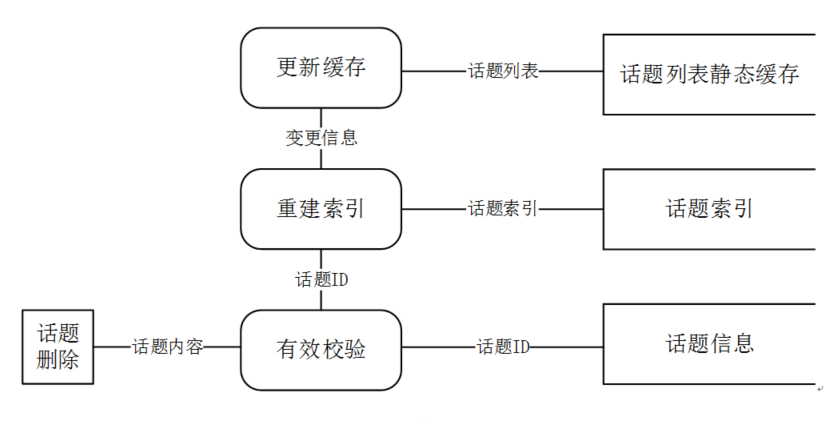 更新缓存
话题列表
话题列表静态缓存
变更信息
重建索引
话题索引
话题索引
话题ID
话题
删除
话题内容
有效校验
话题ID
话题信息